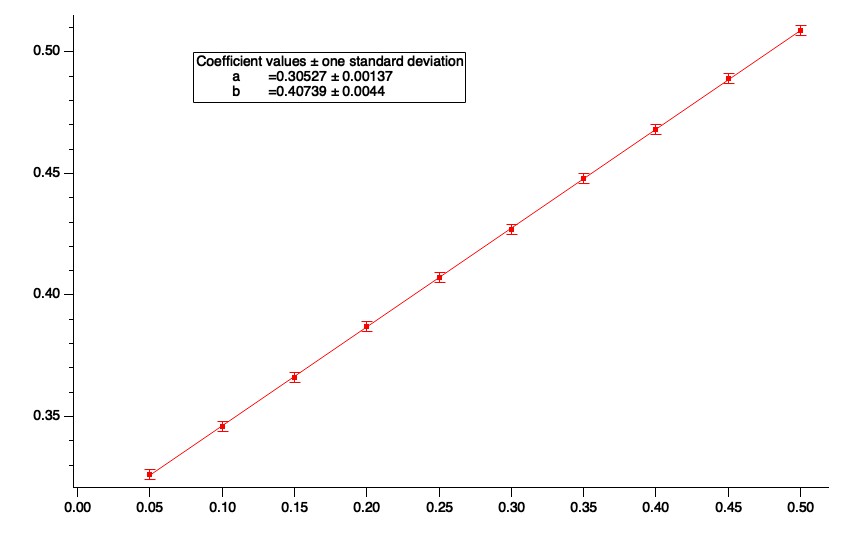 0.50
Coefficient values ± one standard deviation
a =0.30527 ± 0.00137
b =0.40739 ± 0.0044
0.45
0.40
0.35
0.00 0.05 0.10 0.15 0.20 0.25 0.30 0.35 0.40 0.45 0.50